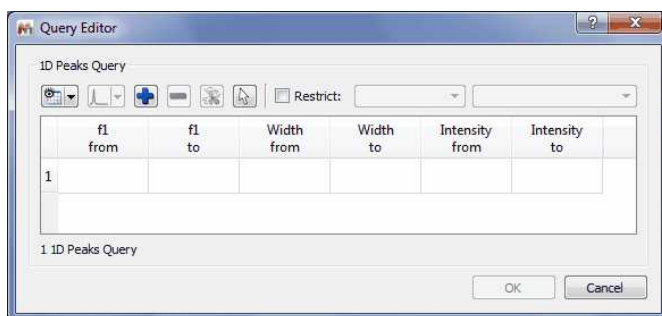 Query Editor
1D Peaks Query
Restrict:
f1 from f1 to Width from Width to Intensity from Intensity to
1
1 1D Peaks Query
OK Cancel